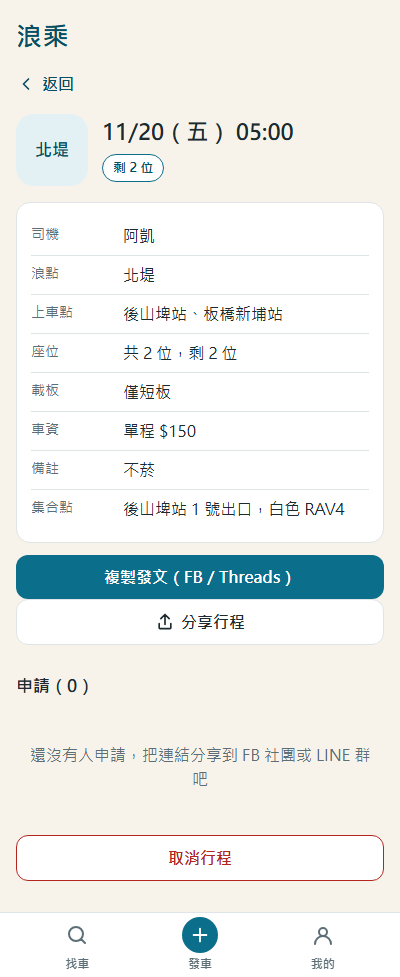 浪乘
返回
北堤
11/20（五） 05:00
剩 2 位
司機 阿凱
浪點 北堤
上車點 後山埤站、板橋新埔站
座位 共 2 位，剩 2 位
載板 僅短板
車資 單程 $150
備註 不菸
集合點 後山埤站 1 號出口，白色 RAV4
複製發文（FB / Threads）
分享行程
申請（0）
還沒有人申請，把連結分享到 FB 社團或 LINE 群
吧
取消行程
找車 發車 我的